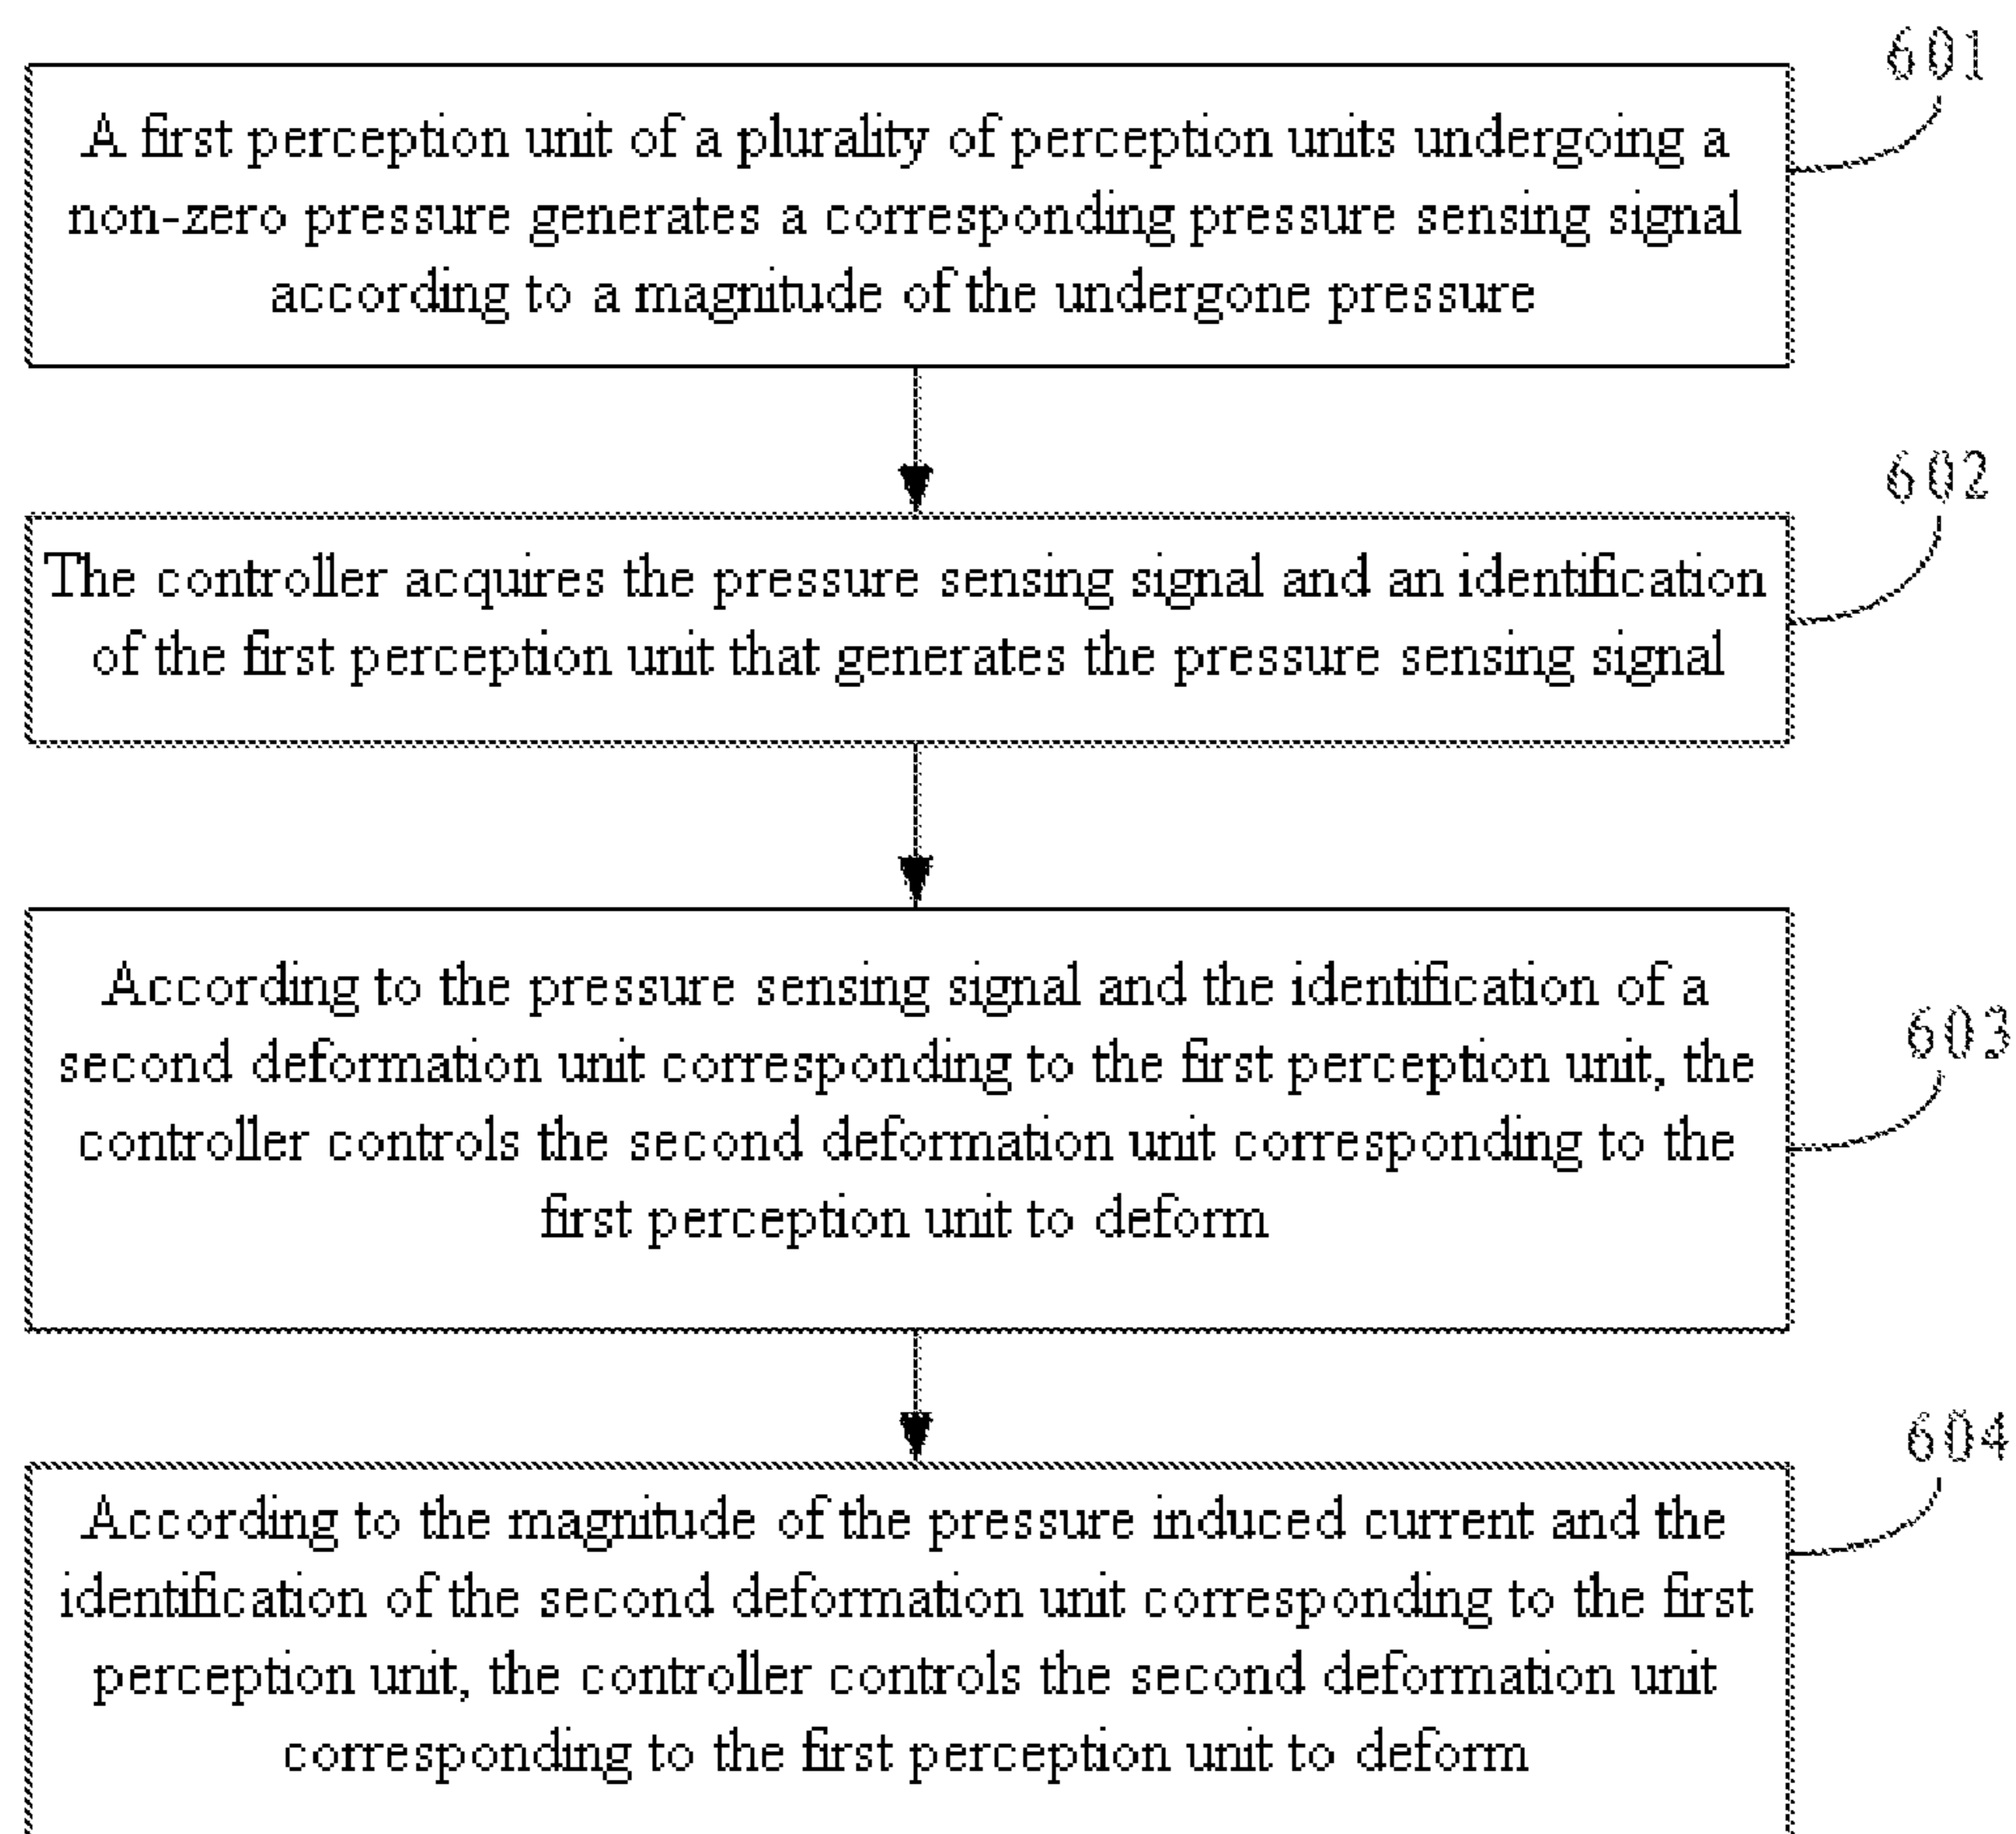 601
A first perception unit of a plurality of perception units undergoing a
non-zero pressure generates a corresponding pressure sensing signal
according to a magnitude of the undergone pressure
602
The controller acquires the pressure sensing signal and an identification
of the first perception unit that generates the pressure sensing signal
According to the pressure sensing signal and the identification of a
603
second deformation unit corresponding to the first perception unit, the
controller controls the second deformation unit corresponding to the
first perception unit to deform
604
According to the magnitude of the pressure induced current and the
identification of the second deformation unit corresponding to the first
perception unit, the controller controls the second deformation unit
corresponding to the first perception unit to deform